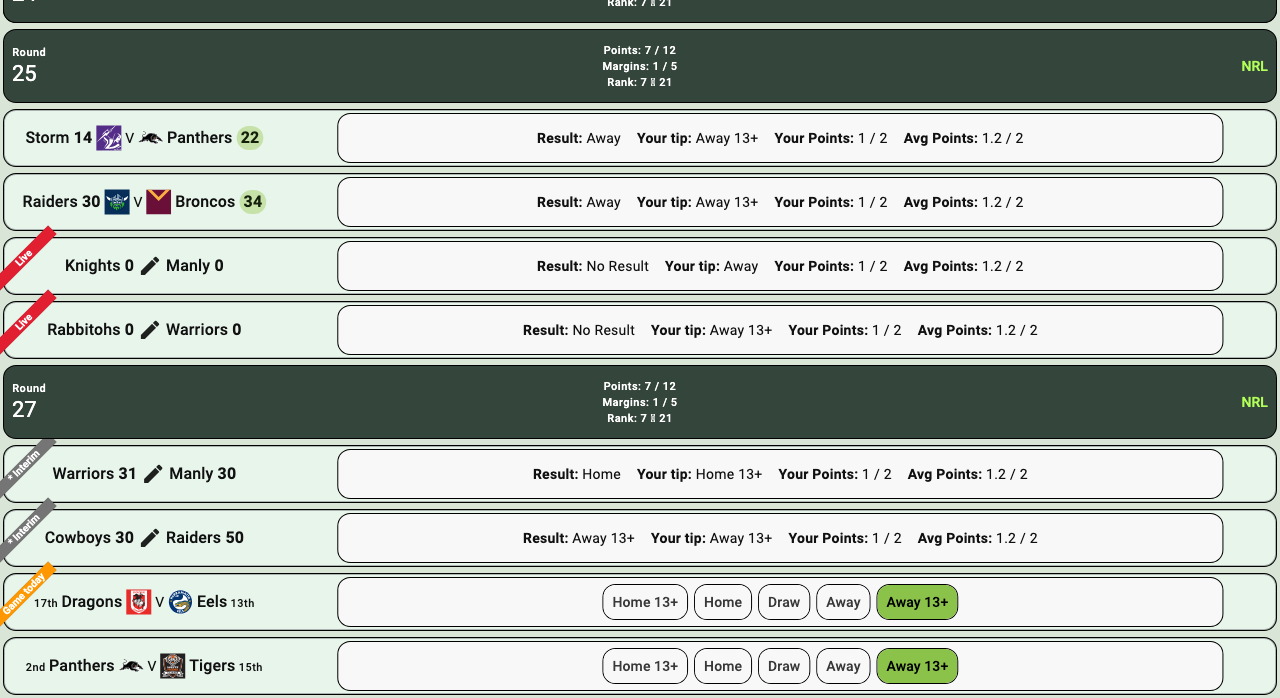 Rank: 7 21
Round
25
Points: 7 / 12
Margins: 1 / 5
Rank: 7 21
NRL
Storm 14 V Panthers 22
Result: Away Your tip: Away 13+ Your Points: 1 / 2 Avg Points: 1.2 / 2
Raiders 30 V Broncos 34
Result: Away Your tip: Away 13+ Your Points: 1 / 2 Avg Points: 1.2 / 2
Live
Knights 0 Manly 0
Result: No Result Your tip: Away Your Points: 1 / 2 Avg Points: 1.2 / 2
Live
Rabbitohs 0 Warriors 0
Result: No Result Your tip: Away 13+ Your Points: 1 / 2 Avg Points: 1.2 / 2
Round
27
Points: 7 / 12
Margins: 1 / 5
Rank: 7 21
NRL
* Interim
Warriors 31 Manly 30
Result: Home Your tip: Home 13+ Your Points: 1 / 2 Avg Points: 1.2 / 2
* Interim
Cowboys 30 Raiders 50
Result: Away 13+ Your tip: Away 13+ Your Points: 1 / 2 Avg Points: 1.2 / 2
Game today
17th Dragons V Eels 13th
Home 13+ Home Draw Away Away 13+
2nd Panthers V Tigers 15th
Home 13+ Home Draw Away Away 13+